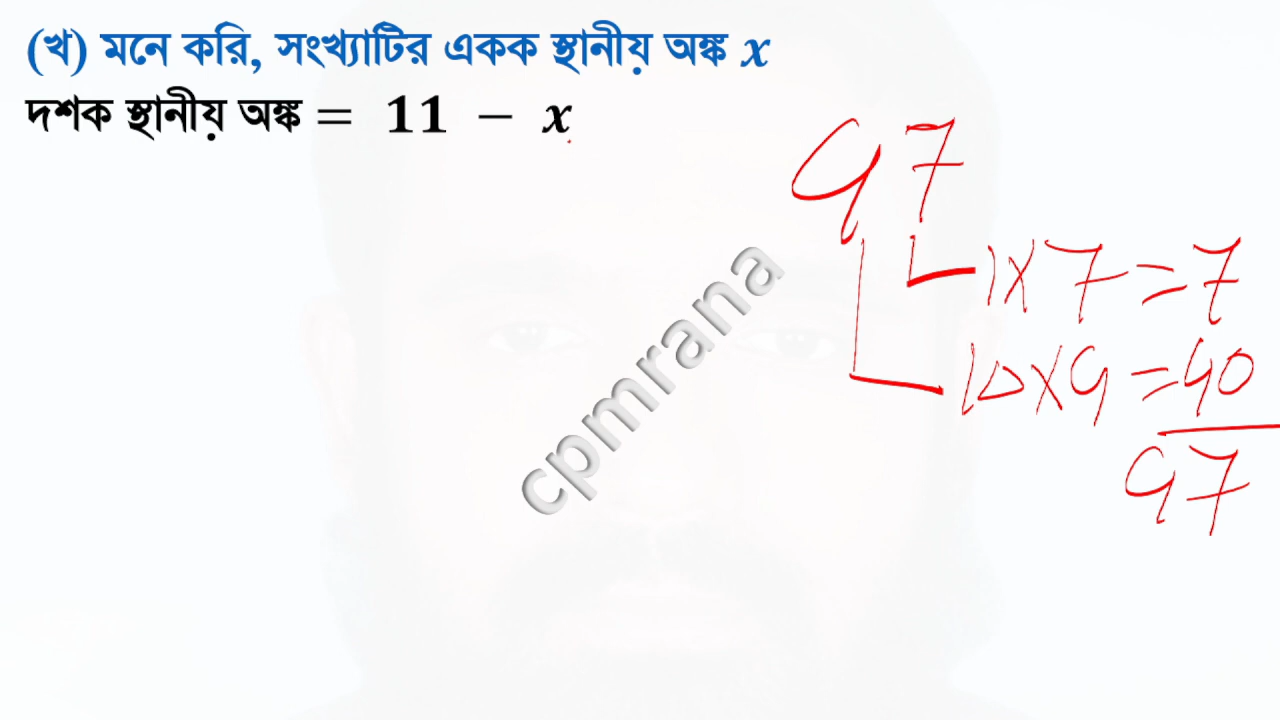 (খ) মনে করি, সংখ্যাটির একক স্থানীয় অঙ্ক x
দশক স্থানীয় অঙ্ক = 11 − x
97
1×7=7
10×9=90
97
cpmrana